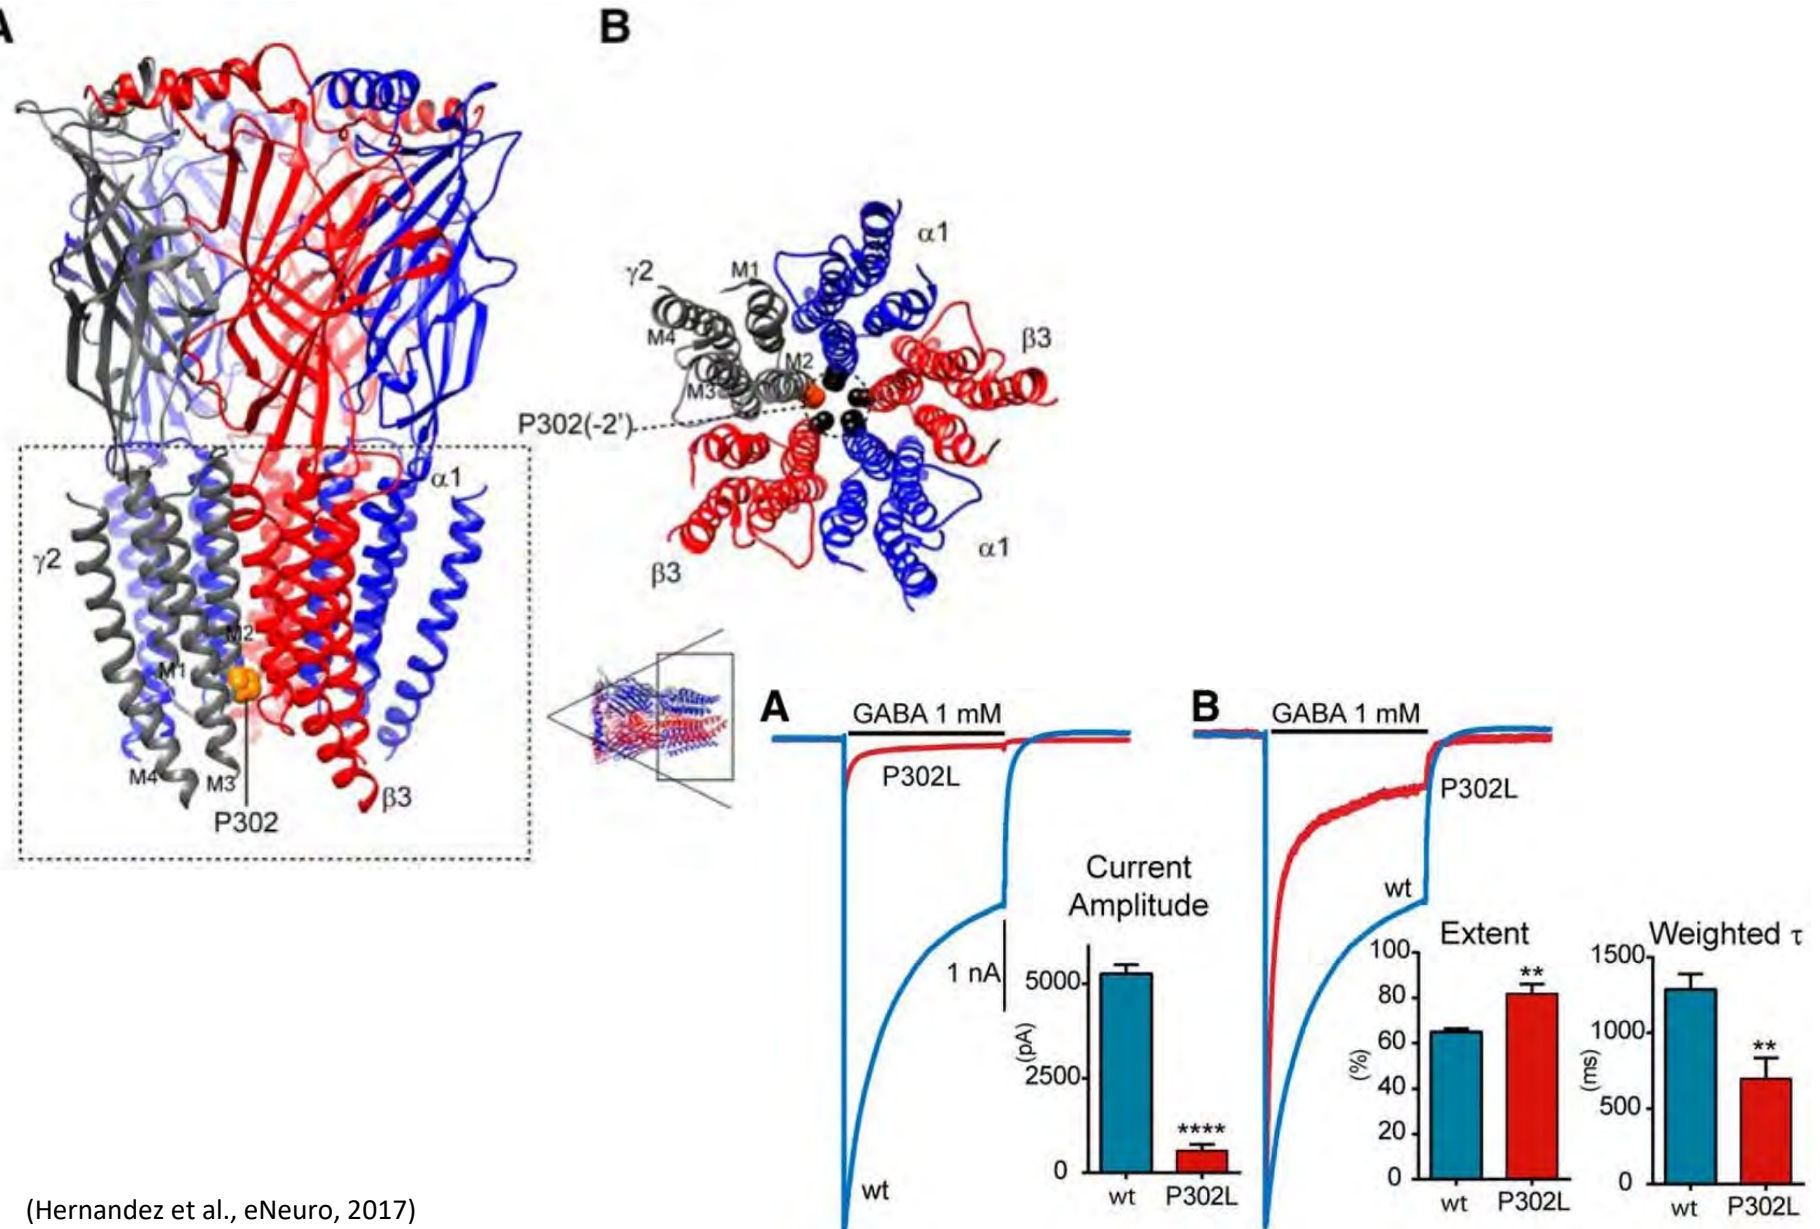 A
B
α1
γ2
M1
M4
β3
M2
M3
P302(-2')
α1
γ2
α1
β3
M2
M1
M4
M3
β3
P302
A
GABA 1 mM
P302L
Current
Amplitude
1 nA
5000
(pA)
2500
****
0
wt
wt
P302L
B
GABA 1 mM
P302L
wt
Extent
100
**
80
60
(%)
40
20
0
wt
P302L
Weighted τ
1500
1000
**
(ms)
500
0
wt
P302L
(Hernandez et al., eNeuro, 2017)